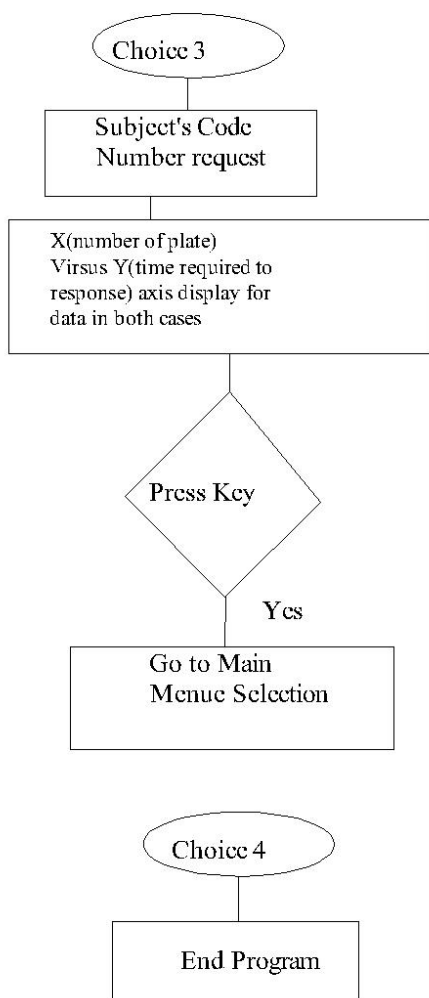 Choice 3
Subject's Code
Number request
X(number of plate)
Virsus Y(time required to
response) axis display for
data in both cases
Press Key
Yes
Go to Main
Menue Selection
Choice 4
End Program